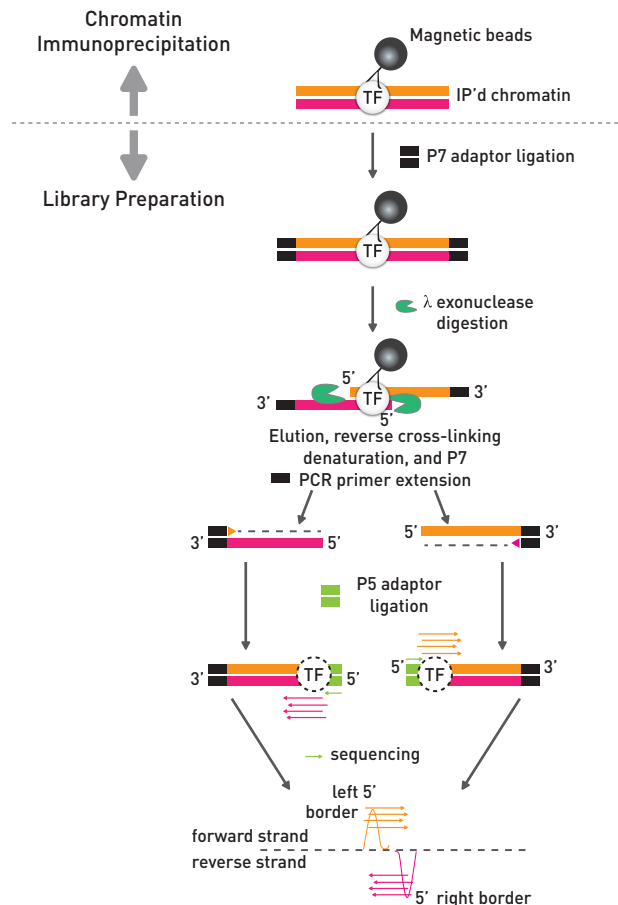 Chromatin
Immunoprecipitation
Magnetic beads
TF
IP'd chromatin
P7 adaptor ligation
Library Preparation
TF
λ exonuclease
digestion
5’
TF
3’
3’
5’
Elution, reverse cross-linking
denaturation, and P7
PCR primer extension
3’
5’
5’
3’
3’
P5 adaptor
ligation
3’
TF
5’
5’
TF
3’
sequencing
left 5’
border
forward strand
reverse strand
5’ right border